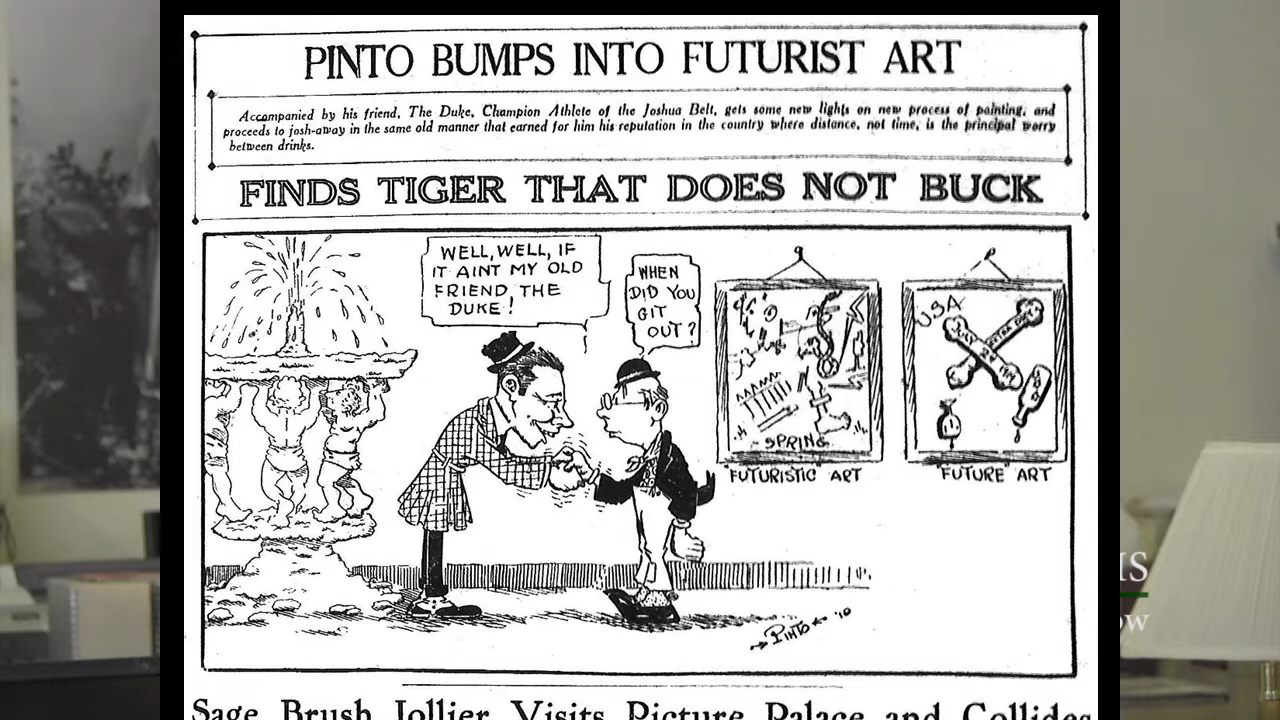 PINTO BUMPS INTO FUTURIST ART
Accompanied by his friend, The Duke, Champion Athlete of the Joshua Belt, gets some new lights on new process of painting, and
proceeds to josh-away in the same old manner that earned for him his reputation in the country where distance, not time, is the principal worry
between drinks.
FINDS TIGER THAT DOES NOT BUCK
WELL, WELL, IF
IT AINT MY OLD
FRIEND THE
DUKE!
WHEN
DID YOU
GIT
OUT?
SPRING
"FUTURISTIC" ART
USA
JULY
"FUTURE ART
PINTO
Sage Brush Jollier Visits Picture Palace and Collides
IS
OW